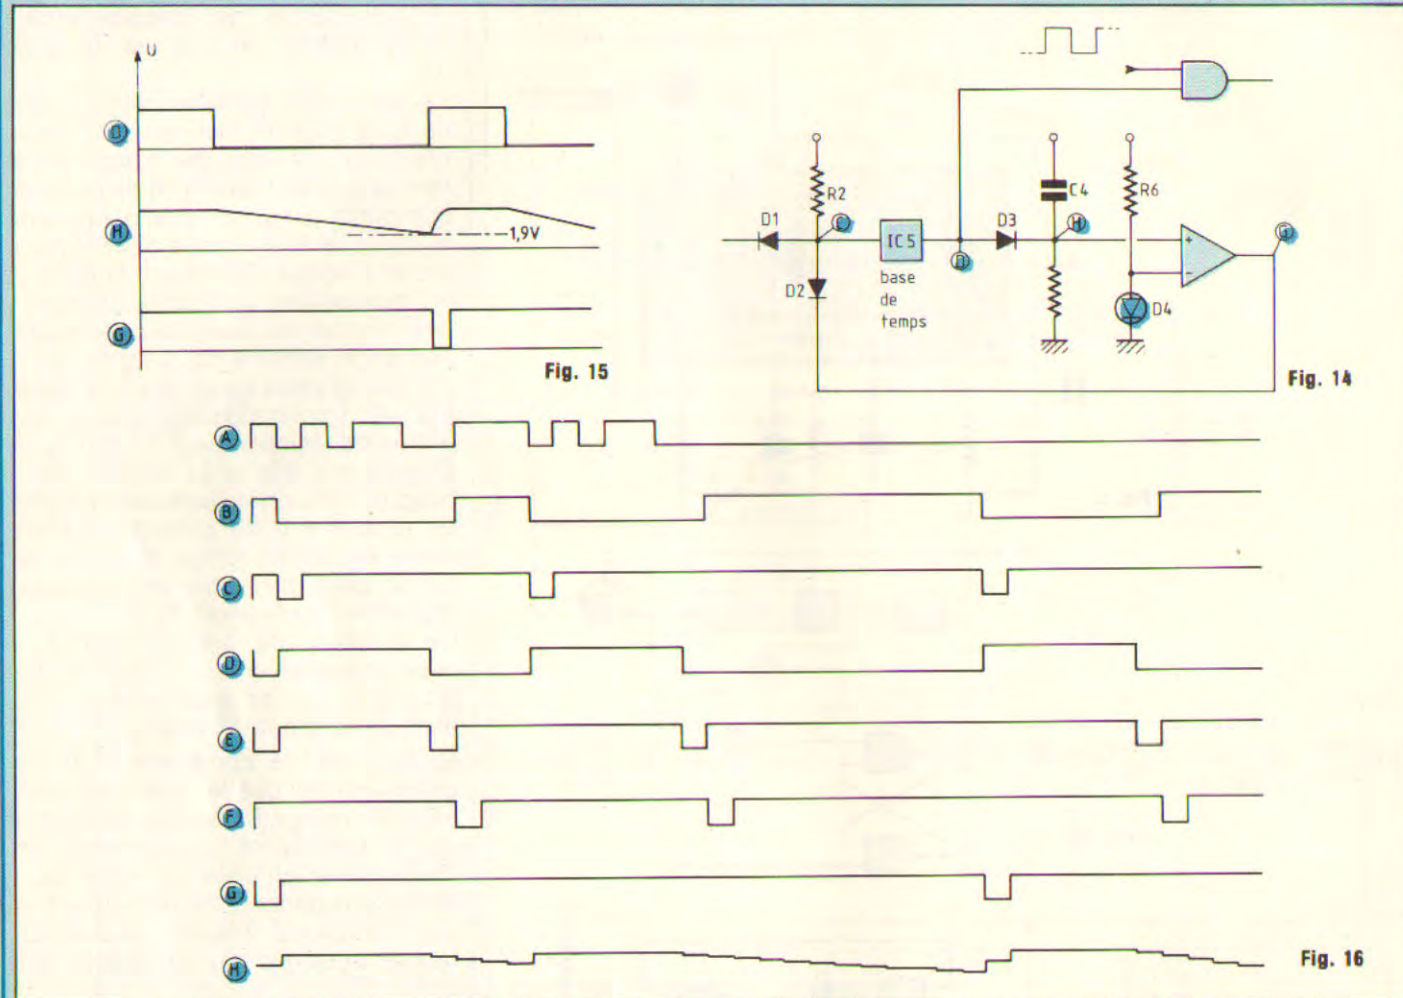 U
D
H
1,9V
G
Fig. 15
R2
C
D1
D2
IC5
base
de
temps
D
D3
C4
H
R6
+
−
D4
G
Fig. 14
A
B
C
D
E
F
G
H
Fig. 16